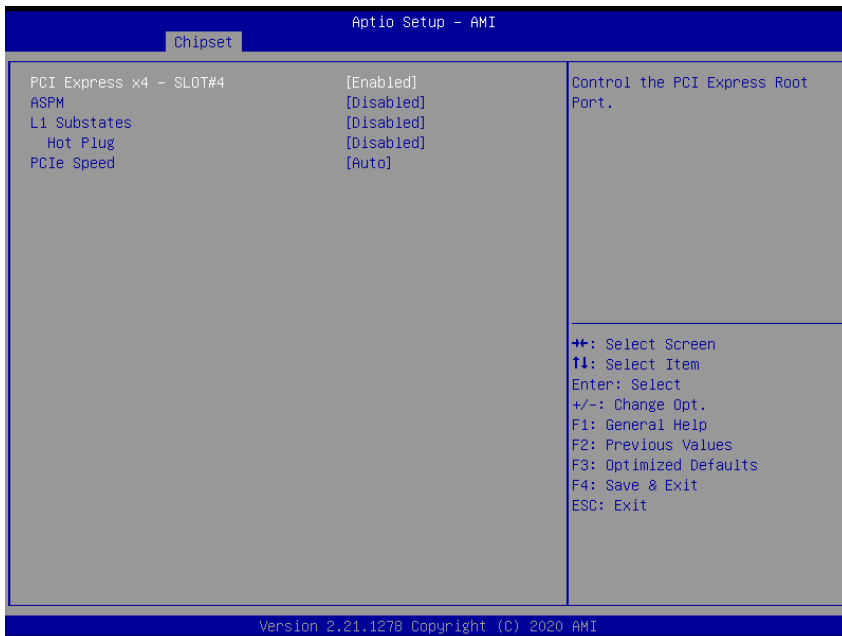 Aptio Setup - AMI
Chipset
PCI Express x4 - SLOT#4 [Enabled]
ASPM [Disabled]
L1 Substates [Disabled]
Hot Plug [Disabled]
PCIe Speed [Auto]
Control the PCI Express Root
Port.
→←: Select Screen
↑↓: Select Item
Enter: Select
+/-: Change Opt.
F1: General Help
F2: Previous Values
F3: Optimized Defaults
F4: Save & Exit
ESC: Exit
Version 2.21.1278 Copyright (C) 2020 AMI